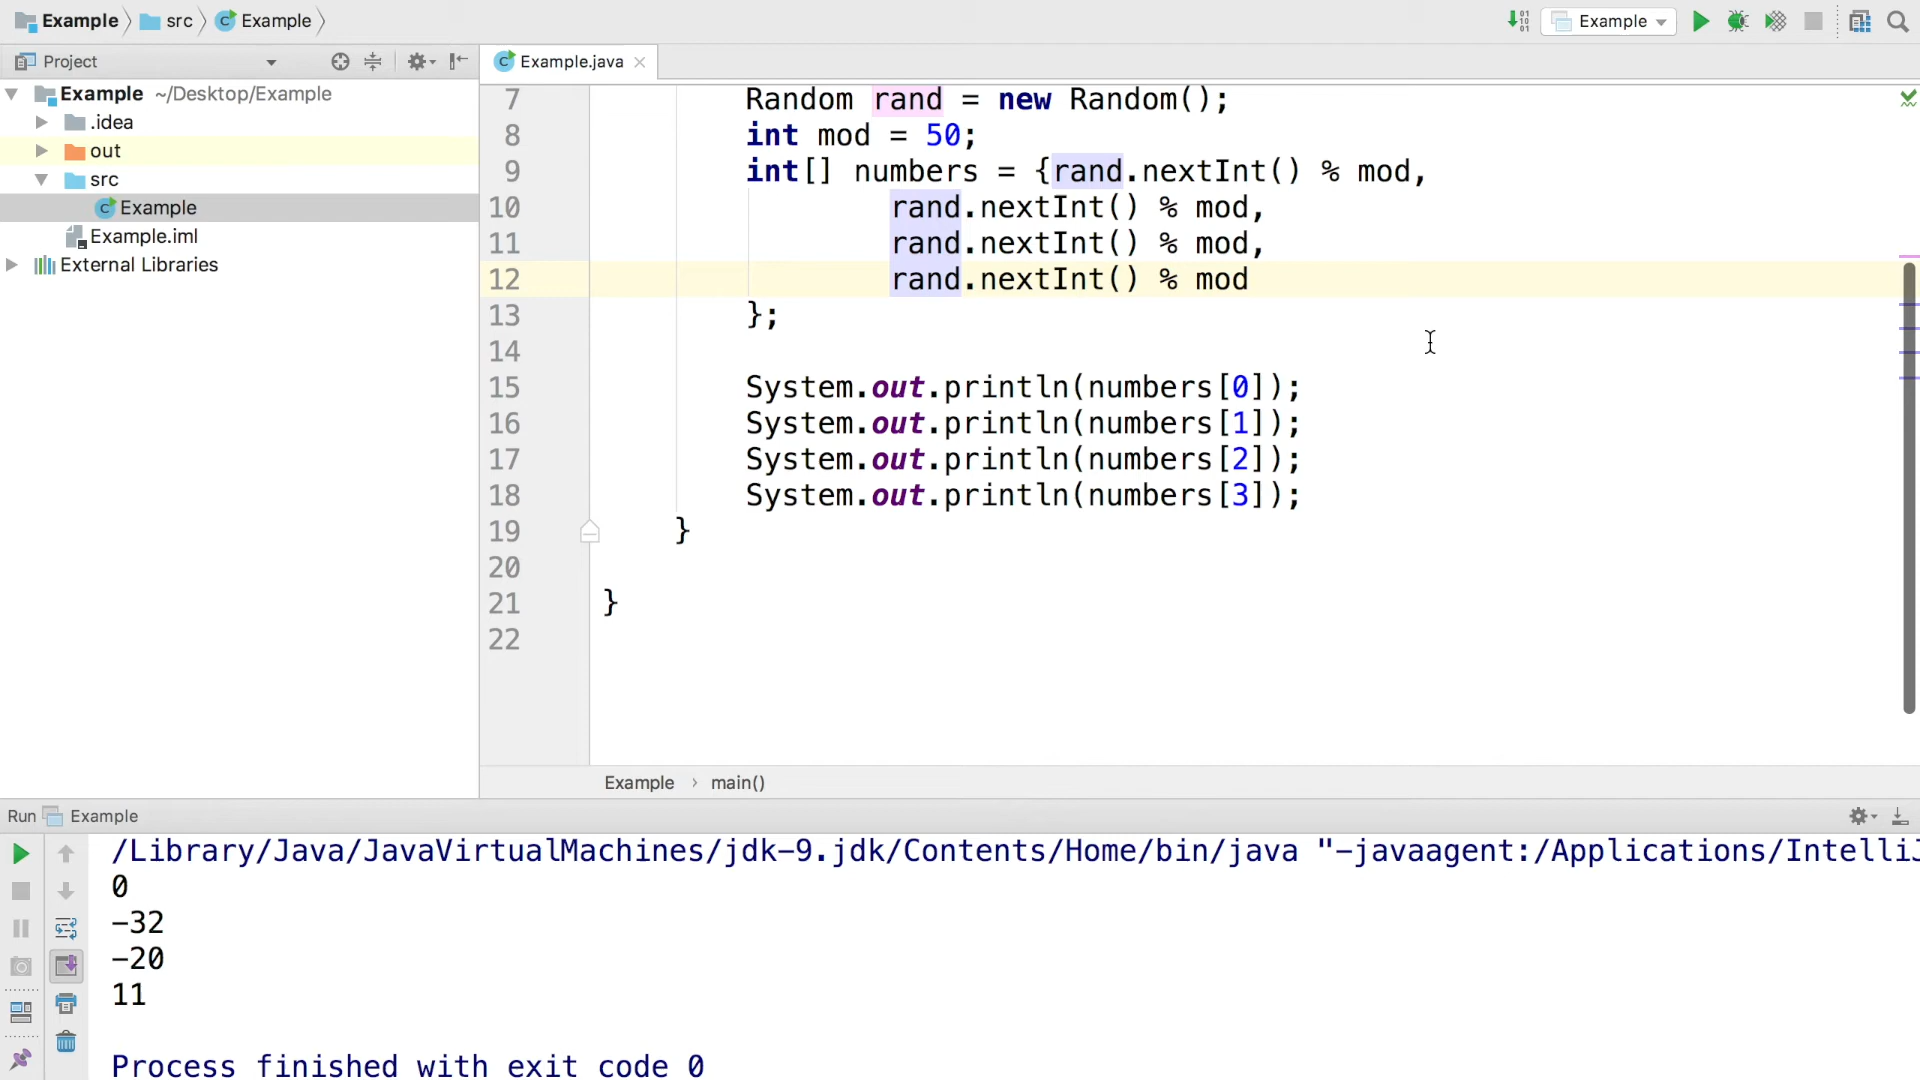 Example src Example
Example
Project
Example.java
Example ~/Desktop/Example
.idea
out
src
Example
Example.iml
External Libraries
7 Random rand = new Random();
8 int mod = 50;
9 int[] numbers = {rand.nextInt() % mod,
10 rand.nextInt() % mod,
11 rand.nextInt() % mod,
12 rand.nextInt() % mod
13 };
14
15 System.out.println(numbers[0]);
16 System.out.println(numbers[1]);
17 System.out.println(numbers[2]);
18 System.out.println(numbers[3]);
19 }
20
21 }
22
Example › main()
Run Example
/Library/Java/JavaVirtualMachines/jdk-9.jdk/Contents/Home/bin/java "-javaagent:/Applications/IntelliJ
0
-32
-20
11
Process finished with exit code 0